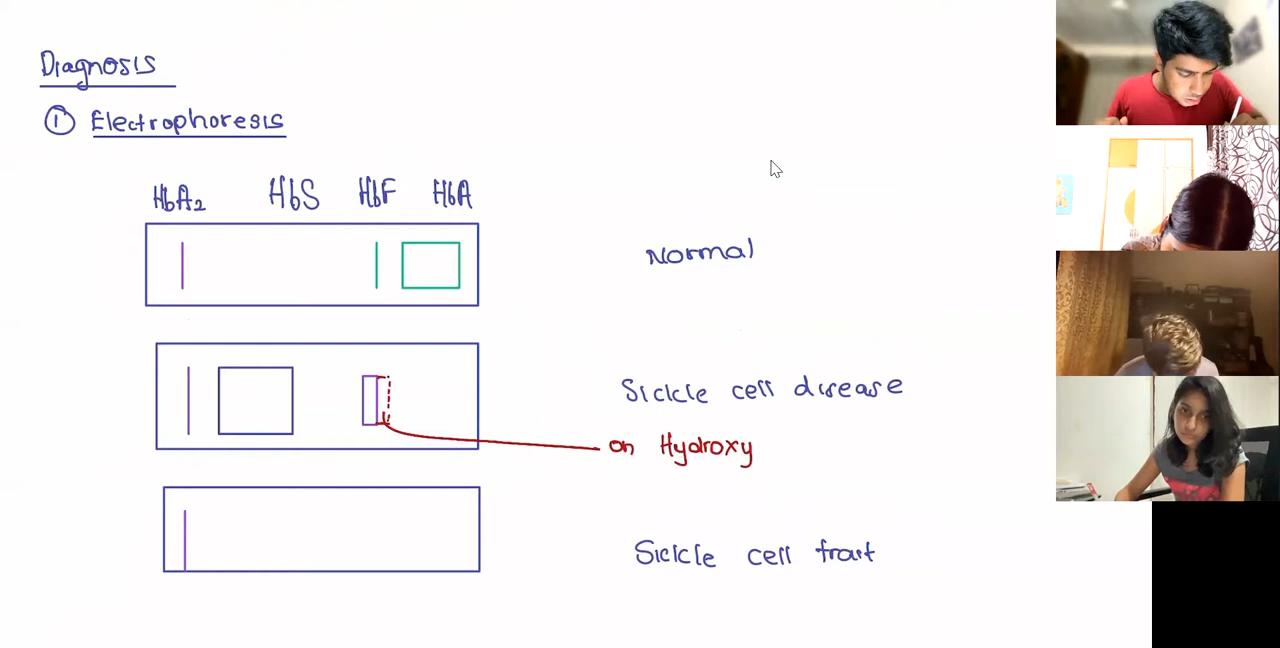 Diagnosis
① Electrophoresis
HbA₂ HbS HbF HbA
Normal
Sickle cell disease
on Hydroxy
Sickle cell trait